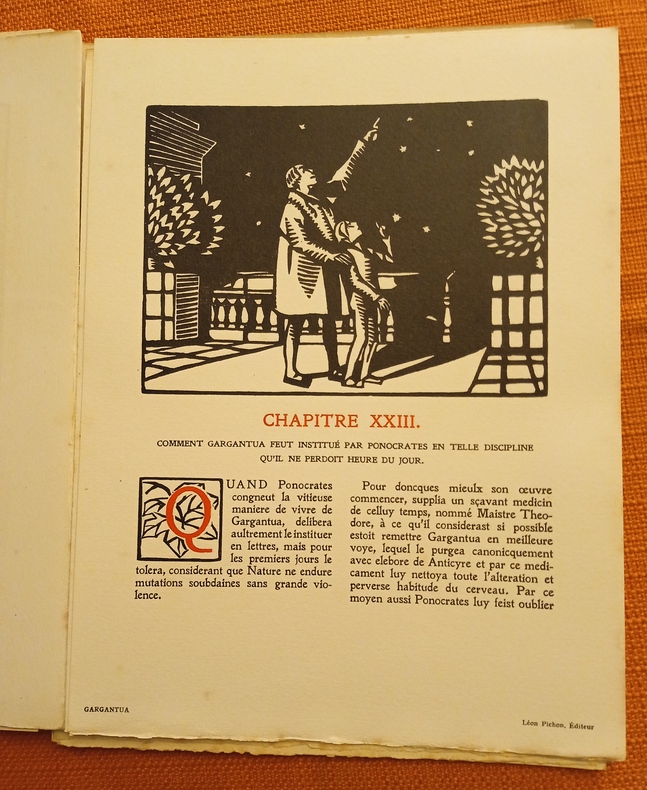 CHAPITRE XXIII.
COMMENT GARGANTUA FEUT INSTITUÉ PAR PONOCRATES EN TELLE DISCIPLINE
QU'IL NE PERDOIT HEURE DU JOUR.
QUAND Ponocrates
congneut la vitieuse
maniere de vivre de
Gargantua, delibera
aultrement le instituer
en lettres, mais pour
les premiers jours le
tolera, considerant que Nature ne endure
mutations soubdaines sans grande vio-
lence.
Pour doncques mieulx son œuvre
commencer, supplia un sçavant medicin
de celluy temps, nommé Maistre Theo-
dore, à ce qu'il considerast si possible
estoit remettre Gargantua en meilleure
voye, lequel le purgea canonicquement
avec elebore de Anticyre et par ce medi-
cament luy nettoya toute l'alteration et
perverse habitude du cerveau. Par ce
moyen aussi Ponocrates luy feist oublier
GARGANTUA
Léon Pichon, Éditeur